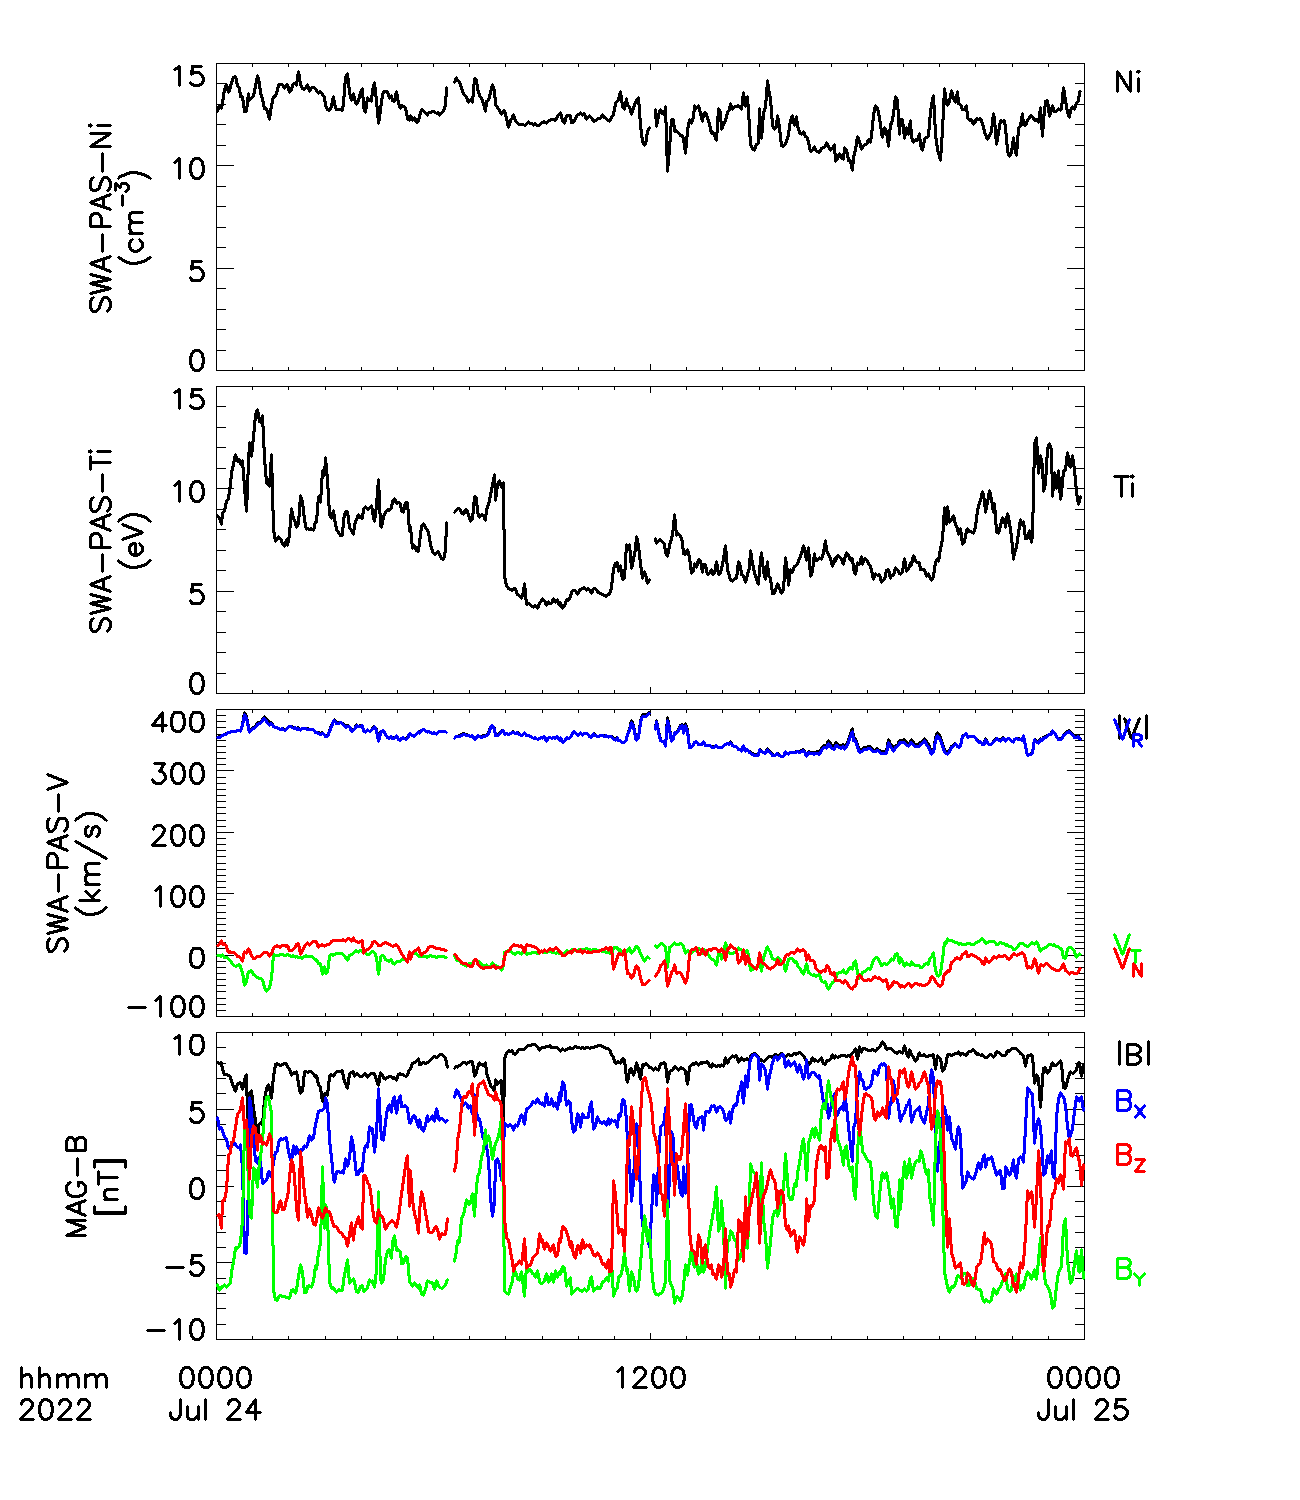 15
10
5
0
SWA-PAS-Ni
(cm⁻³)
Ni
15
10
5
0
SWA-PAS-Ti
(eV)
Ti
400
300
200
100
0
-100
SWA-PAS-V
(km/s)
|V|
VR
VT
VN
10
5
0
-5
-10
MAG-B
[nT]
|B|
BX
BZ
BY
hhmm 0000 1200 0000
2022 Jul 24 Jul 25